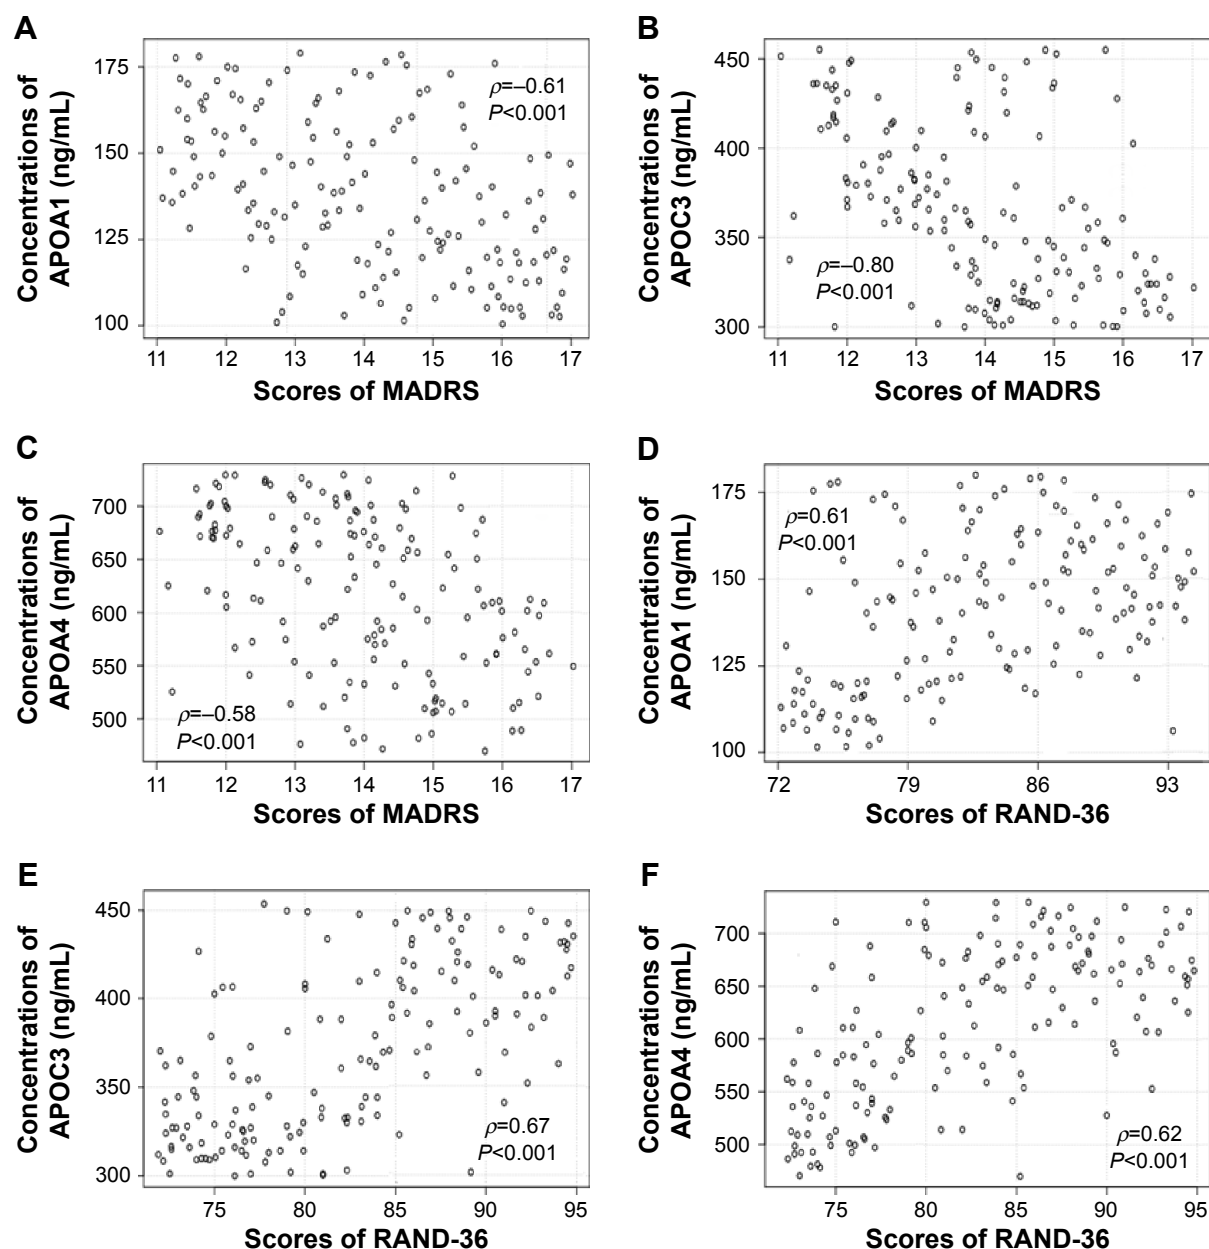 A
Concentrations of
APOA1 (ng/mL)
175
150
125
100
ρ=–0.61
P<0.001
11 12 13 14 15 16 17
Scores of MADRS
B
Concentrations of
APOC3 (ng/mL)
450
400
350
300
ρ=–0.80
P<0.001
11 12 13 14 15 16 17
Scores of MADRS
C
Concentrations of
APOA4 (ng/mL)
700
650
600
550
500
ρ=–0.58
P<0.001
11 12 13 14 15 16 17
Scores of MADRS
D
Concentrations of
APOA1 (ng/mL)
175
150
125
100
ρ=0.61
P<0.001
72 79 86 93
Scores of RAND-36
E
Concentrations of
APOC3 (ng/mL)
450
400
350
300
ρ=0.67
P<0.001
75 80 85 90 95
Scores of RAND-36
F
Concentrations of
APOA4 (ng/mL)
700
650
600
550
500
ρ=0.62
P<0.001
75 80 85 90 95
Scores of RAND-36